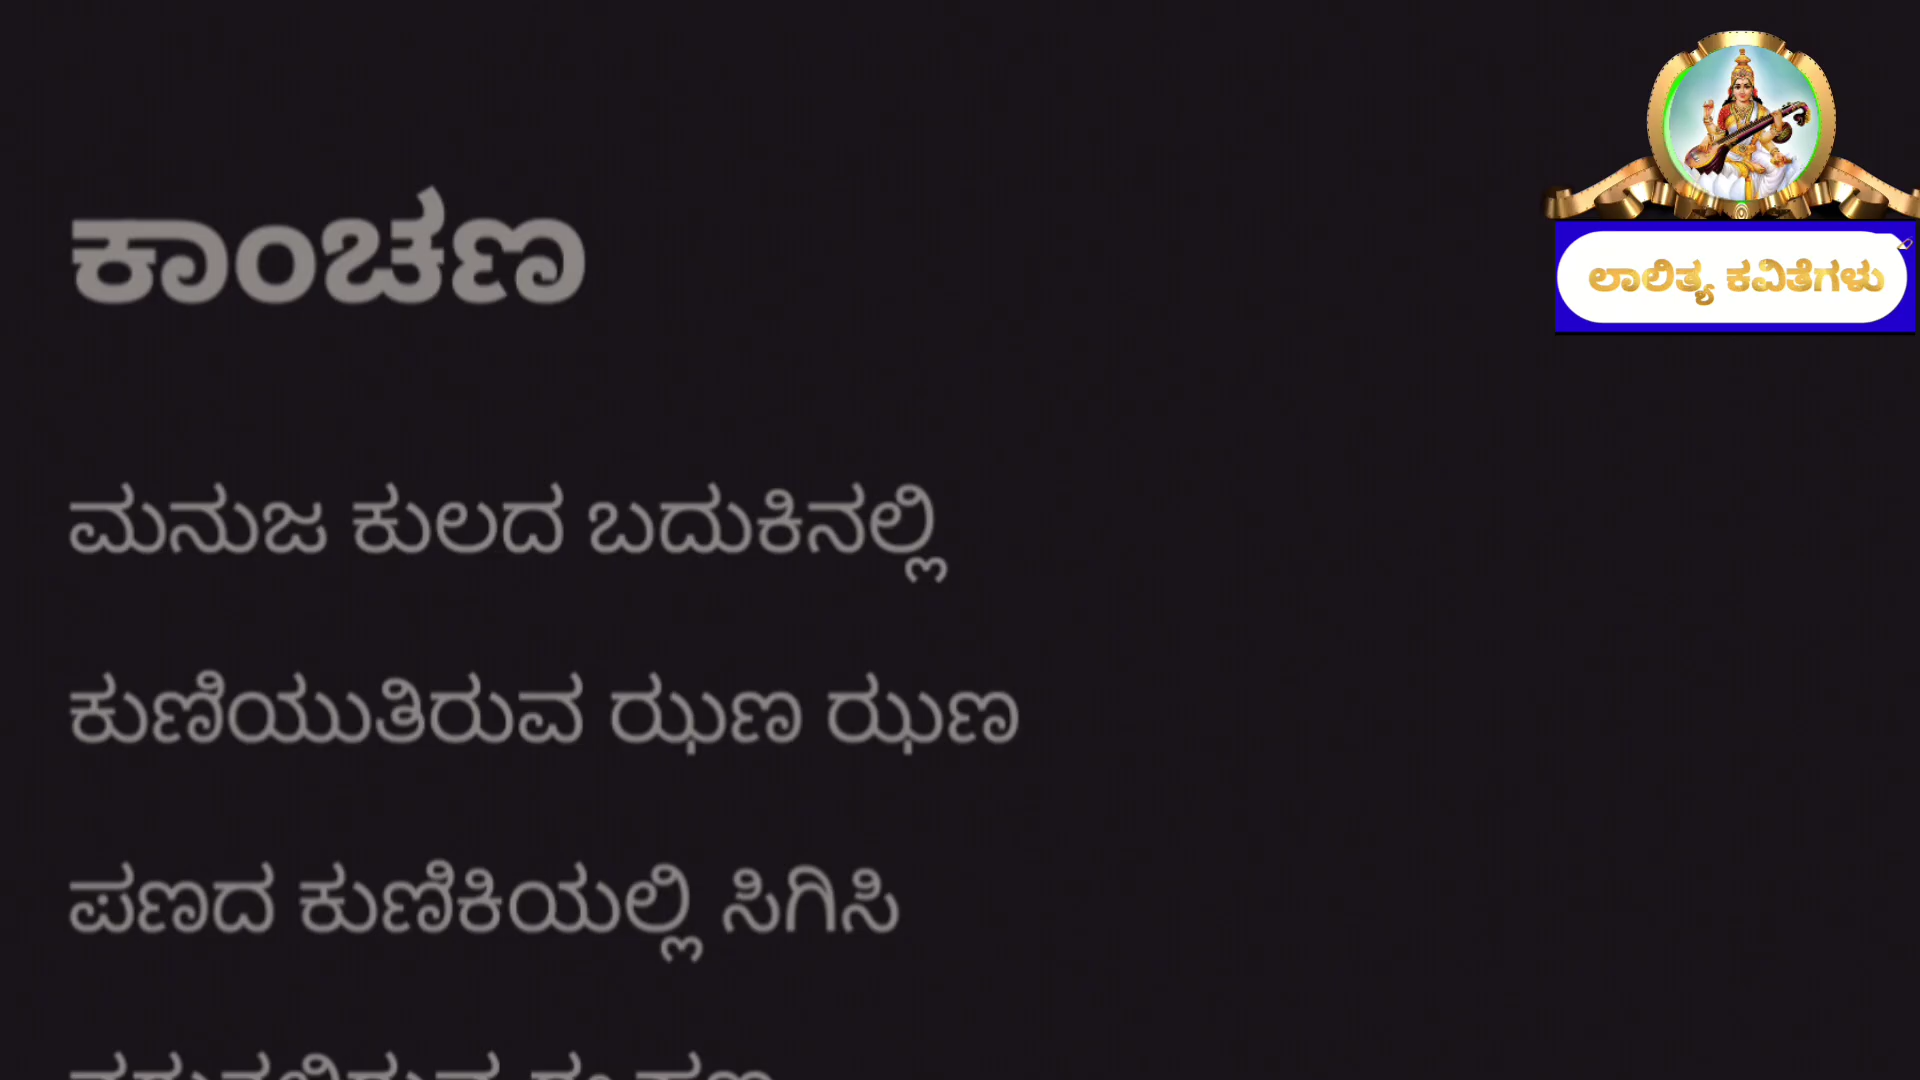 ಲಾಲಿತ್ಯ ಕವಿತೆಗಳು
ಕಾಂಚಣ
ಮನುಜ ಕುಲದ ಬದುಕಿನಲ್ಲಿ
ಕುಣಿಯುತಿರುವ ಝಣ ಝಣ
ಪಣದ ಕುಣಿಕಿಯಲ್ಲಿ ಸಿಗಿಸಿ